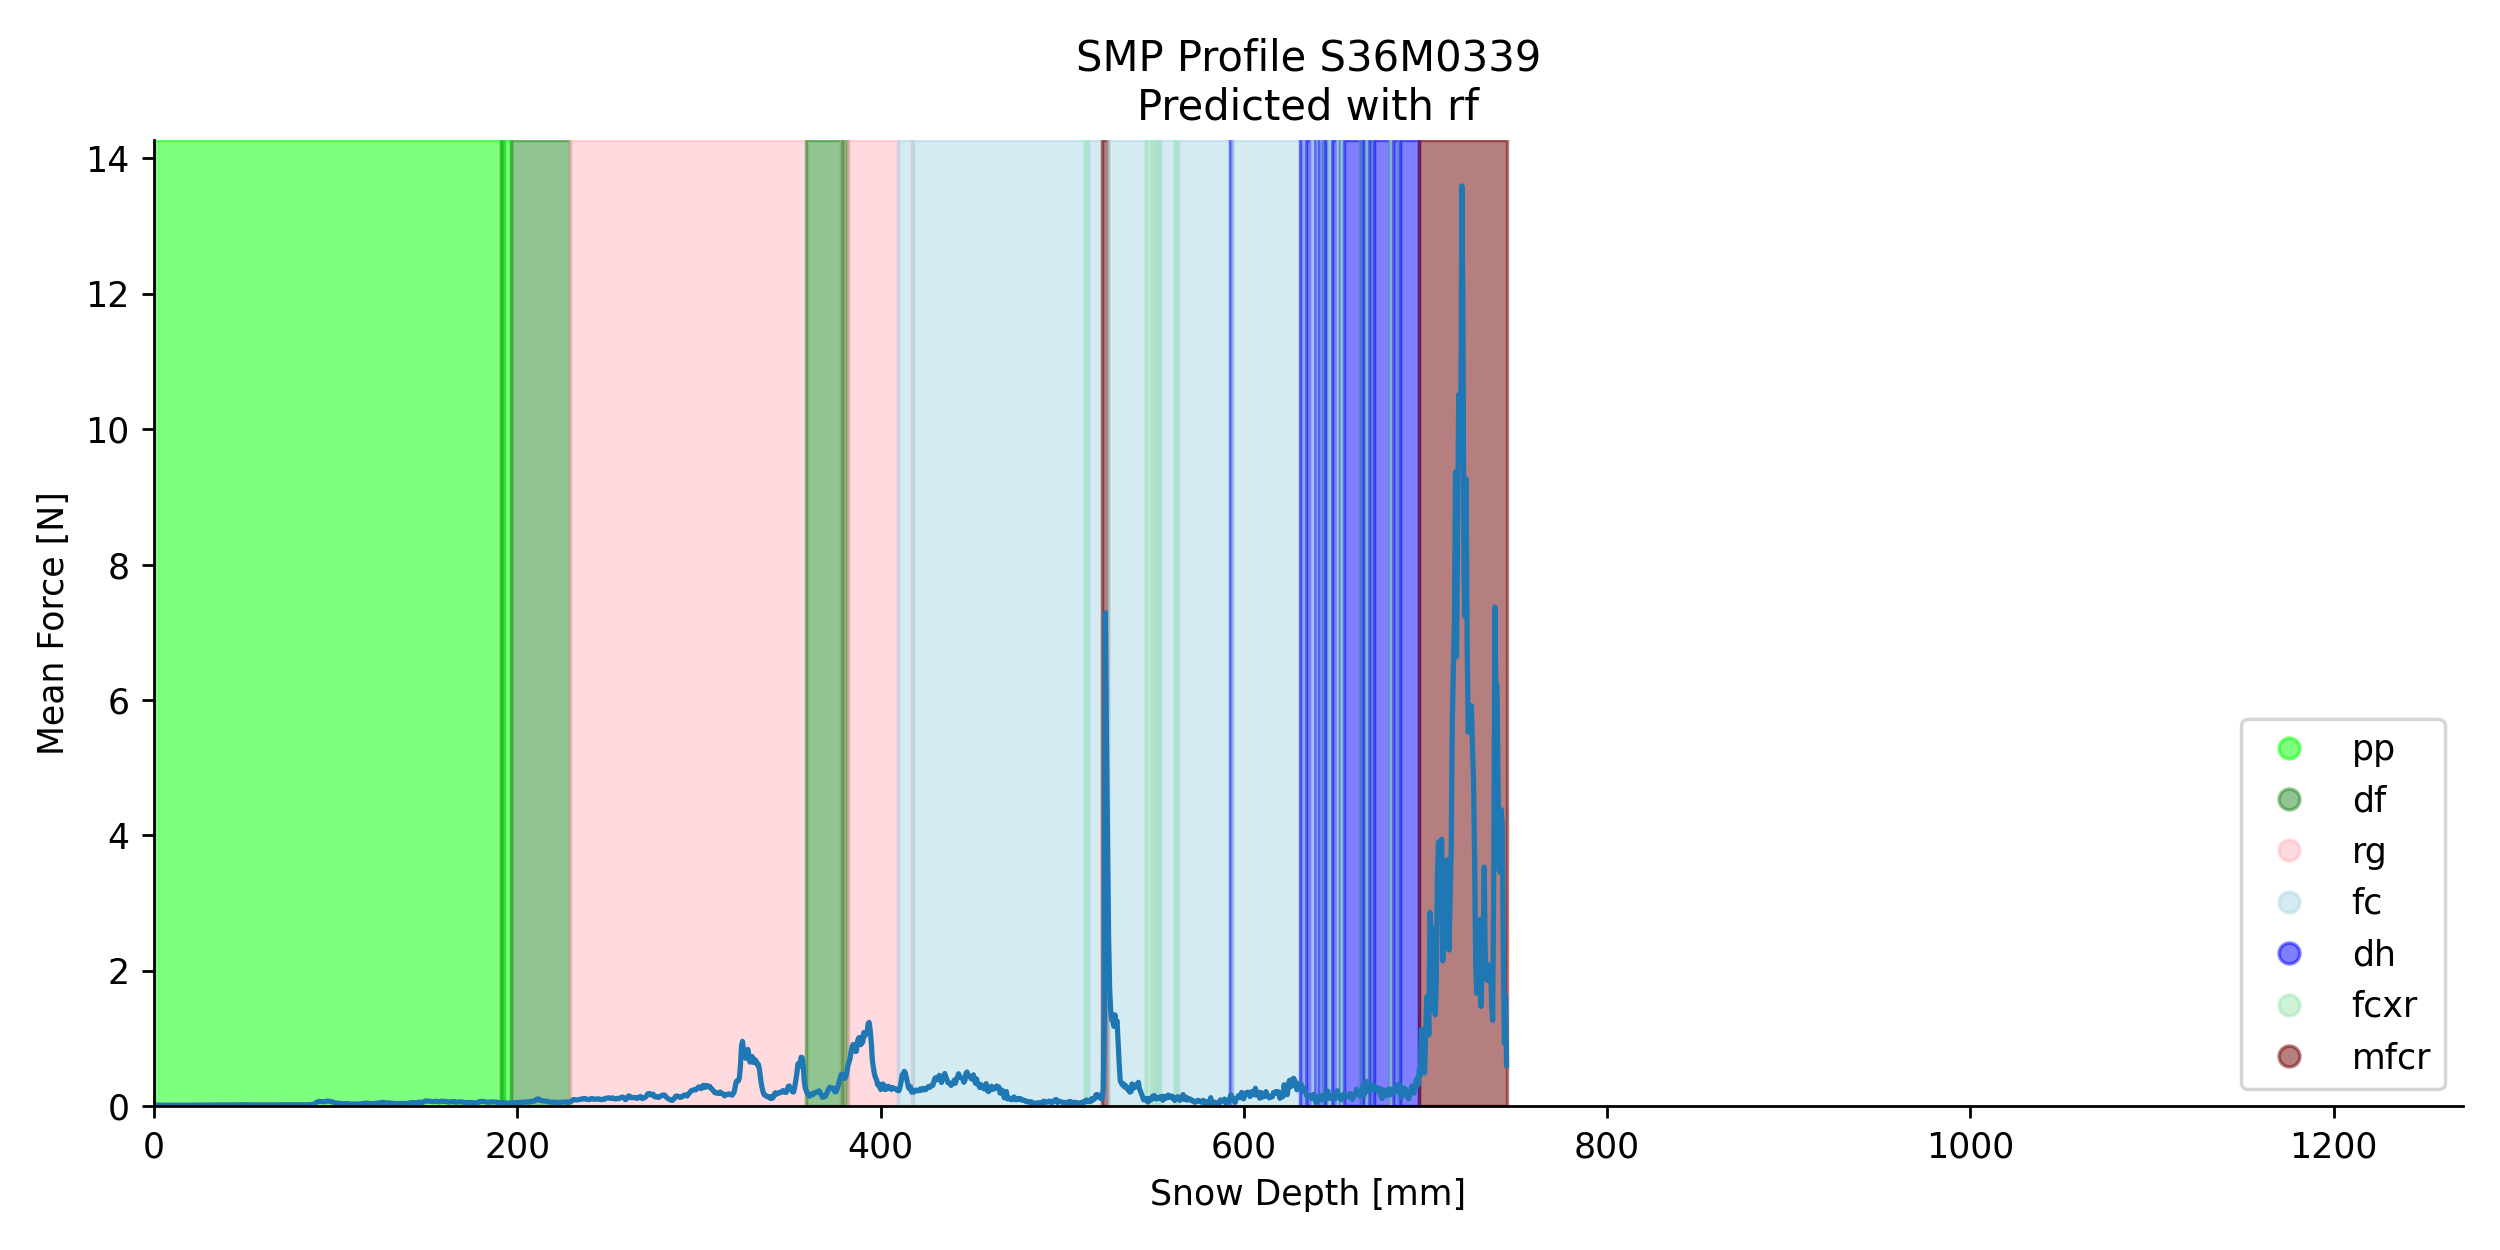 SMP Profile S36M0339
Predicted with rf
Mean Force [N]
14
12
10
8
6
4
2
0
0 200 400 600 800 1000 1200
Snow Depth [mm]
pp
df
rg
fc
dh
fcxr
mfcr